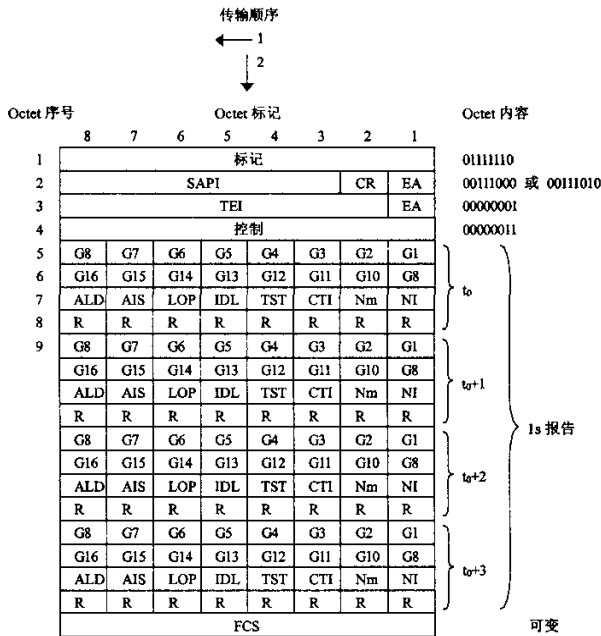 传输顺序
1
2
Octet 序号 Octet 标记 Octet 内容
8 7 6 5 4 3 2 1
1 标记 01111110
2 SAPI CR EA 00111000 或 00111010
3 TEI EA 00000001
4 控制 00000011
5 G8 G7 G6 G5 G4 G3 G2 G1
6 G16 G15 G14 G13 G12 G11 G10 G8
t0
7 ALD AIS LOP IDL TST CTI Nm NI
8 R R R R R R R R
9 G8 G7 G6 G5 G4 G3 G2 G1
G16 G15 G14 G13 G12 G11 G10 G8
t0+1
ALD AIS LOP IDL TST CTI Nm NI
R R R R R R R R
1s 报告
G8 G7 G6 G5 G4 G3 G2 G1
G16 G15 G14 G13 G12 G11 G10 G8
t0+2
ALD AIS LOP IDL TST CTI Nm NI
R R R R R R R R
G8 G7 G6 G5 G4 G3 G2 G1
G16 G15 G14 G13 G12 G11 G10 G8
t0+3
ALD AIS LOP IDL TST CTI Nm NI
R R R R R R R R
FCS 可变